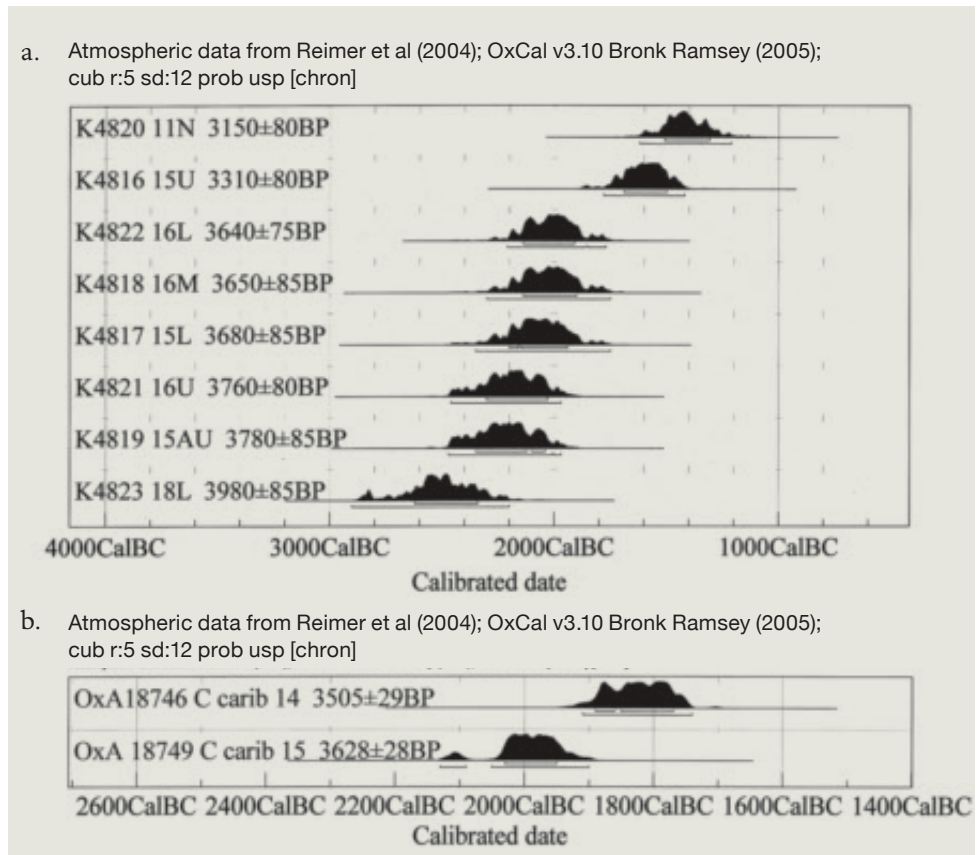 a. Atmospheric data from Reimer et al (2004); OxCal v3.10 Bronk Ramsey (2005);
cub r:5 sd:12 prob usp [chron]
K4820 11N 3150±80BP
K4816 15U 3310±80BP
K4822 16L 3640±75BP
K4818 16M 3650±85BP
K4817 15L 3680±85BP
K4821 16U 3760±80BP
K4819 15AU 3780±85BP
K4823 18L 3980±85BP
4000CalBC 3000CalBC 2000CalBC 1000CalBC
Calibrated date
b. Atmospheric data from Reimer et al (2004); OxCal v3.10 Bronk Ramsey (2005);
cub r:5 sd:12 prob usp [chron]
OxA18746 C carib 14 3505±29BP
OxA 18749 C carib 15 3628±28BP
2600CalBC 2400CalBC 2200CalBC 2000CalBC 1800CalBC 1600CalBC 1400CalBC
Calibrated date